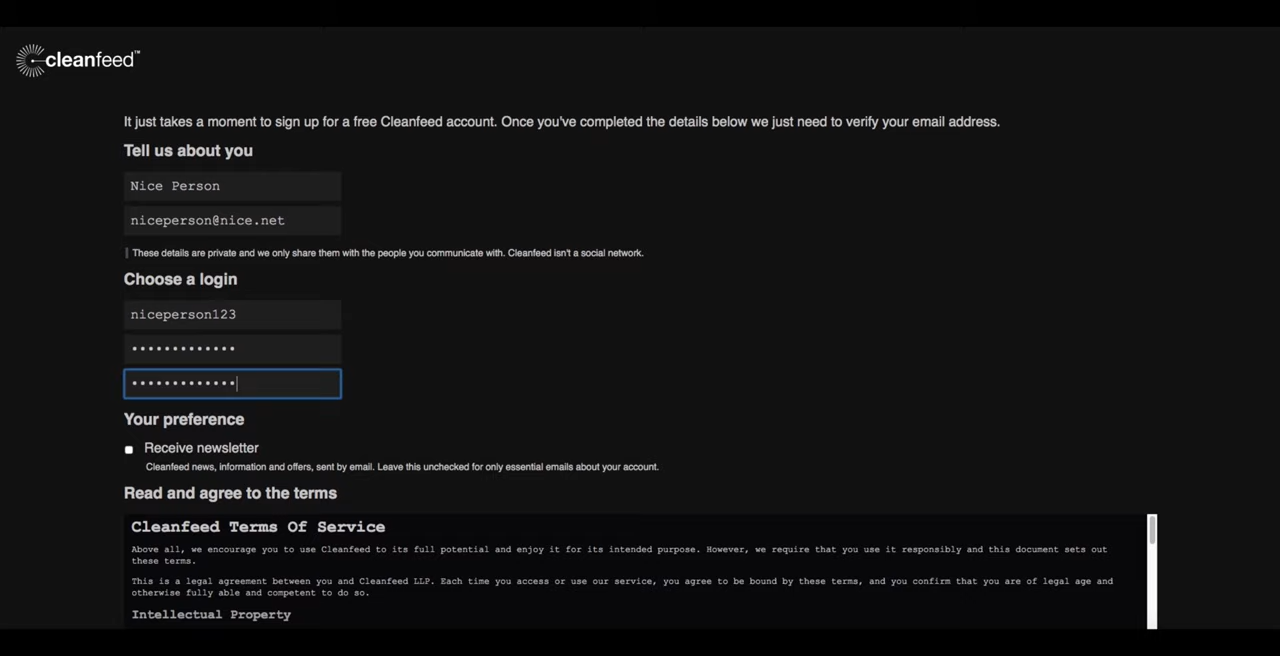 cleanfeed™
It just takes a moment to sign up for a free Cleanfeed account. Once you've completed the details below we just need to verify your email address.
Tell us about you
Nice Person
niceperson@nice.net
These details are private and we only share them with the people you communicate with. Cleanfeed isn't a social network.
Choose a login
niceperson123
•••••••••••••
•••••••••••••
Your preference
Receive newsletter
Cleanfeed news, information and offers, sent by email. Leave this unchecked for only essential emails about your account.
Read and agree to the terms
Cleanfeed Terms Of Service
Above all, we encourage you to use Cleanfeed to its full potential and enjoy it for its intended purpose. However, we require that you use it responsibly and this document sets out
these terms.
This is a legal agreement between you and Cleanfeed LLP. Each time you access or use our service, you agree to be bound by these terms, and you confirm that you are of legal age and
otherwise fully able and competent to do so.
Intellectual Property